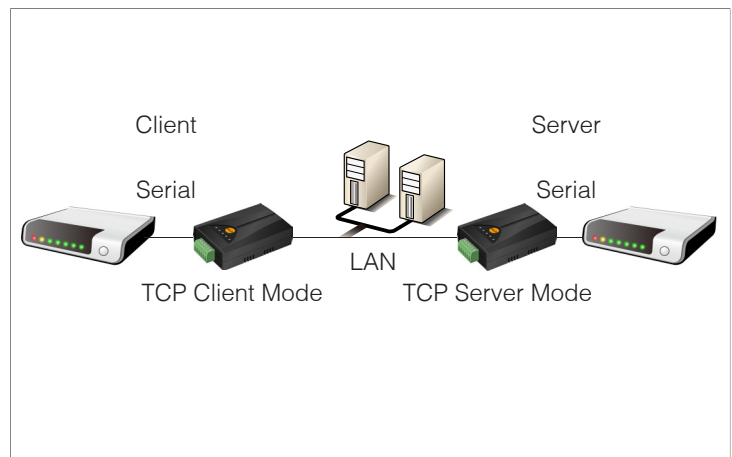 Client
Server
Serial
Serial
LAN
TCP Client Mode
TCP Server Mode